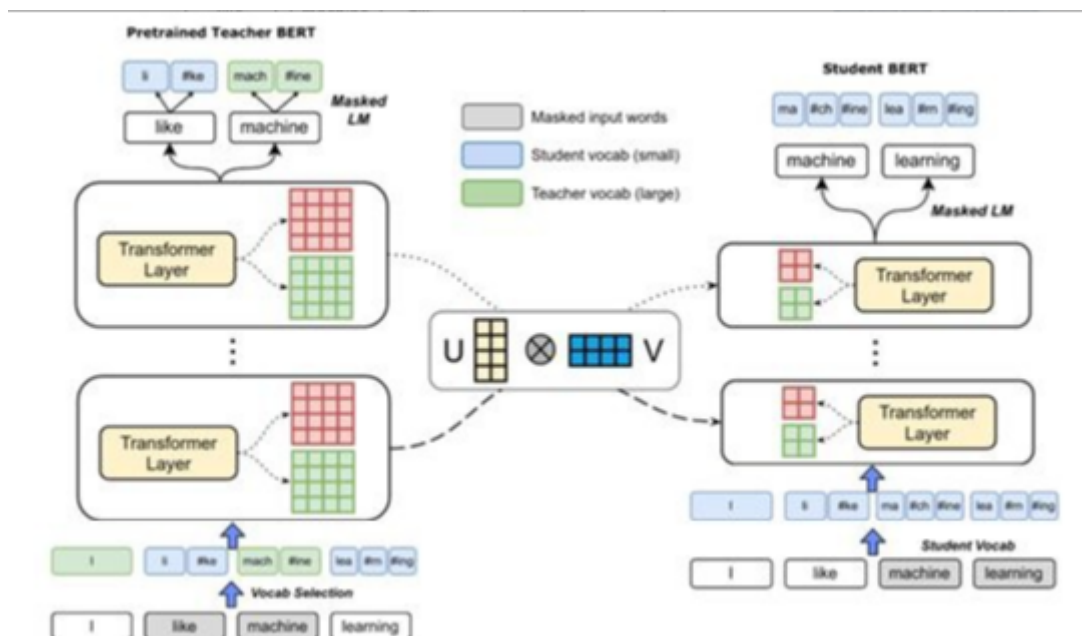 Pretrained Teacher BERT
li #ke mach #ine
Masked LM
like machine
Transformer Layer
Transformer Layer
I li #ke mach #ine lea #rn #ing
Vocab Selection
I like machine learning
Masked input words
Student vocab (small)
Teacher vocab (large)
U V
Student BERT
ma #ch #ine lea #rn #ing
machine learning
Masked LM
Transformer Layer
Transformer Layer
I li #ke ma #ch #ine lea #rn #ing
Student Vocab
I like machine learning